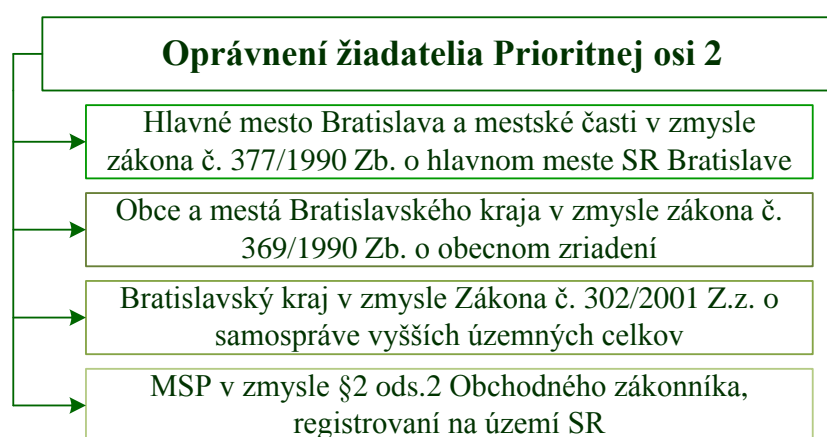 Oprávnení žiadatelia Prioritnej osi 2
Hlavné mesto Bratislava a mestské časti v zmysle
zákona č. 377/1990 Zb. o hlavnom meste SR Bratislave
Obce a mestá Bratislavského kraja v zmysle zákona č.
369/1990 Zb. o obecnom zriadení
Bratislavský kraj v zmysle Zákona č. 302/2001 Z.z. o
samospráve vyšších územných celkov
MSP v zmysle §2 ods.2 Obchodného zákonníka,
registrovaní na území SR